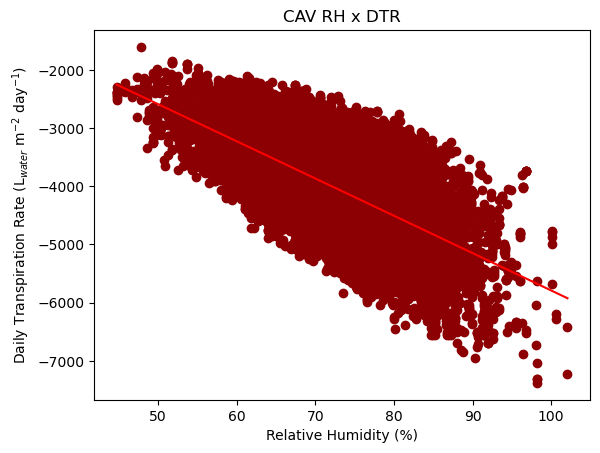 CAV RH x DTR
Daily Transpiration Rate (L$_{water}$ m$^{-2}$ day$^{-1}$)
−2000
−3000
−4000
−5000
−6000
−7000
50 60 70 80 90 100
Relative Humidity (%)